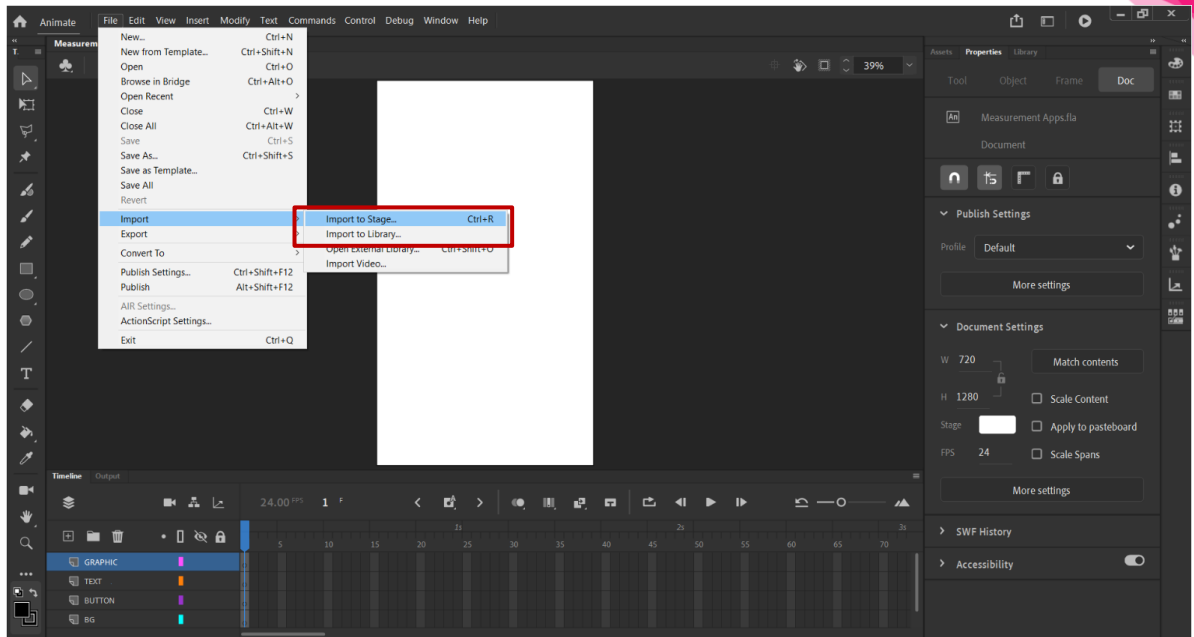 Animate File Edit View Insert Modify Text Commands Control Debug Window Help
New... Ctrl+N
New from Template... Ctrl+Shift+N
Open Ctrl+O
Browse in Bridge Ctrl+Alt+O
Open Recent
Close Ctrl+W
Close All Ctrl+Alt+W
Save Ctrl+S
Save As... Ctrl+Shift+S
Save as Template...
Save All
Revert
Import
Export
Convert To
Publish Settings... Ctrl+Shift+F12
Publish Alt+Shift+F12
AIR Settings...
ActionScript Settings...
Exit Ctrl+Q
Import to Stage... Ctrl+R
Import to Library...
Open External Library... Ctrl+Shift+O
Import Video...
T.
Measurem
39%
Assets Properties Library
Tool Object Frame Doc
An Measurement Apps.fla
Document
Publish Settings
Profile Default
More settings
Document Settings
W 720 Match contents
H 1280 Scale Content
Stage Apply to pasteboard
FPS 24 Scale Spans
More settings
SWF History
Accessibility
Timeline Output
24.00 FPS 1 F
1s 2s 3s
5 10 15 20 25 30 35 40 45 50 55 60 65 70
GRAPHIC
TEXT
BUTTON
BG